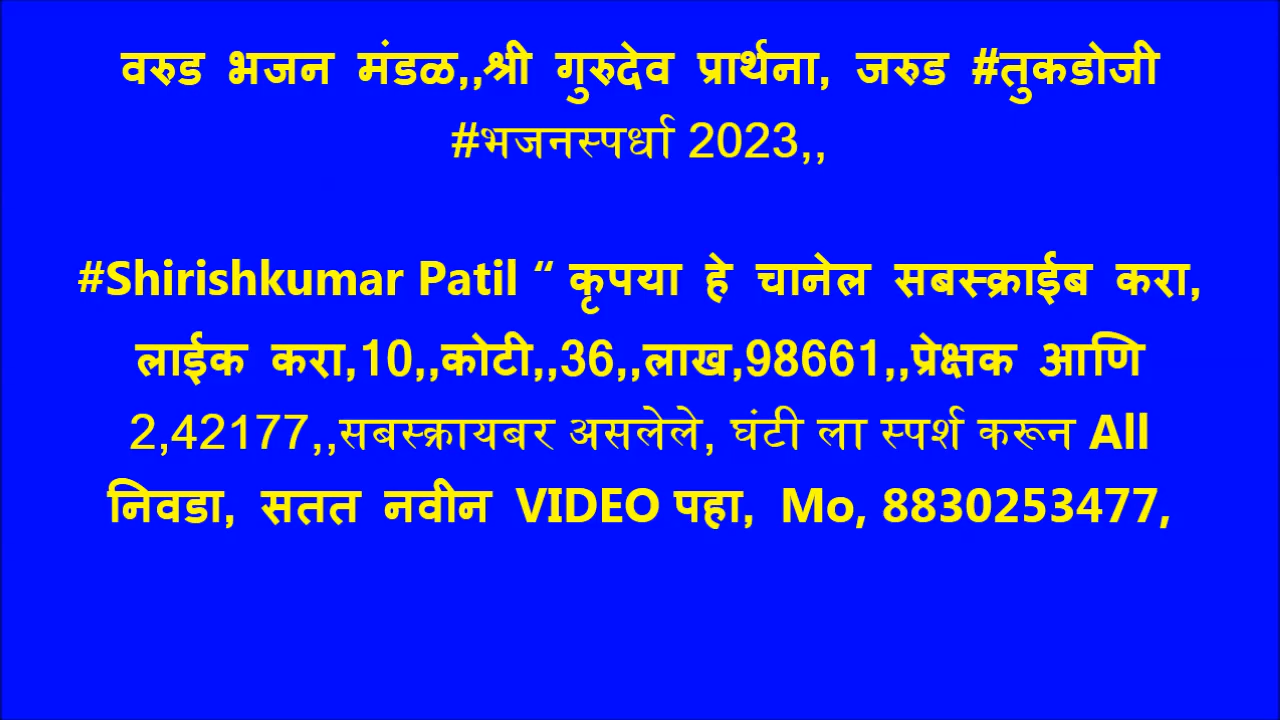 वरुड भजन मंडळ,,श्री गुरुदेव प्रार्थना, जरुड #तुकडोजी
#भजनस्पर्धा 2023,,
#Shirishkumar Patil “ कृपया हे चानेल सबस्क्राईब करा,
लाईक करा,10,,कोटी,,36,,लाख,98661,,प्रेक्षक आणि
2,42177,,सबस्क्रायबर असलेले, घंटी ला स्पर्श करून All
निवडा, सतत नवीन VIDEO पहा, Mo, 8830253477,